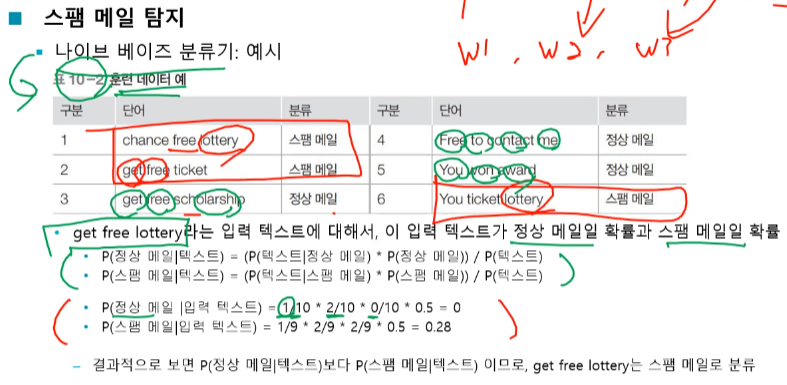 스팸 메일 탐지
나이브 베이즈 분류기: 예시
W1, W2, W3
표 10-2 훈련 데이터 예
구분 단어 분류 구분 단어 분류
1 chance free lottery 스팸 메일 4 Free to contact me 정상 메일
2 get free ticket 스팸 메일 5 You won award 정상 메일
3 get free scholarship 정상 메일 6 You ticket lottery 스팸 메일
get free lottery라는 입력 텍스트에 대해서, 이 입력 텍스트가 정상 메일일 확률과 스팸 메일일 확률
P(정상 메일|텍스트) = (P(텍스트|정상 메일) * P(정상 메일)) / P(텍스트)
P(스팸 메일|텍스트) = (P(텍스트|스팸 메일) * P(스팸 메일)) / P(텍스트)
P(정상 메일 |입력 텍스트) = 1/10 * 2/10 * 0/10 * 0.5 = 0
P(스팸 메일|입력 텍스트) = 1/9 * 2/9 * 2/9 * 0.5 = 0.28
– 결과적으로 보면 P(정상 메일|텍스트)보다 P(스팸 메일|텍스트) 이므로, get free lottery는 스팸 메일로 분류